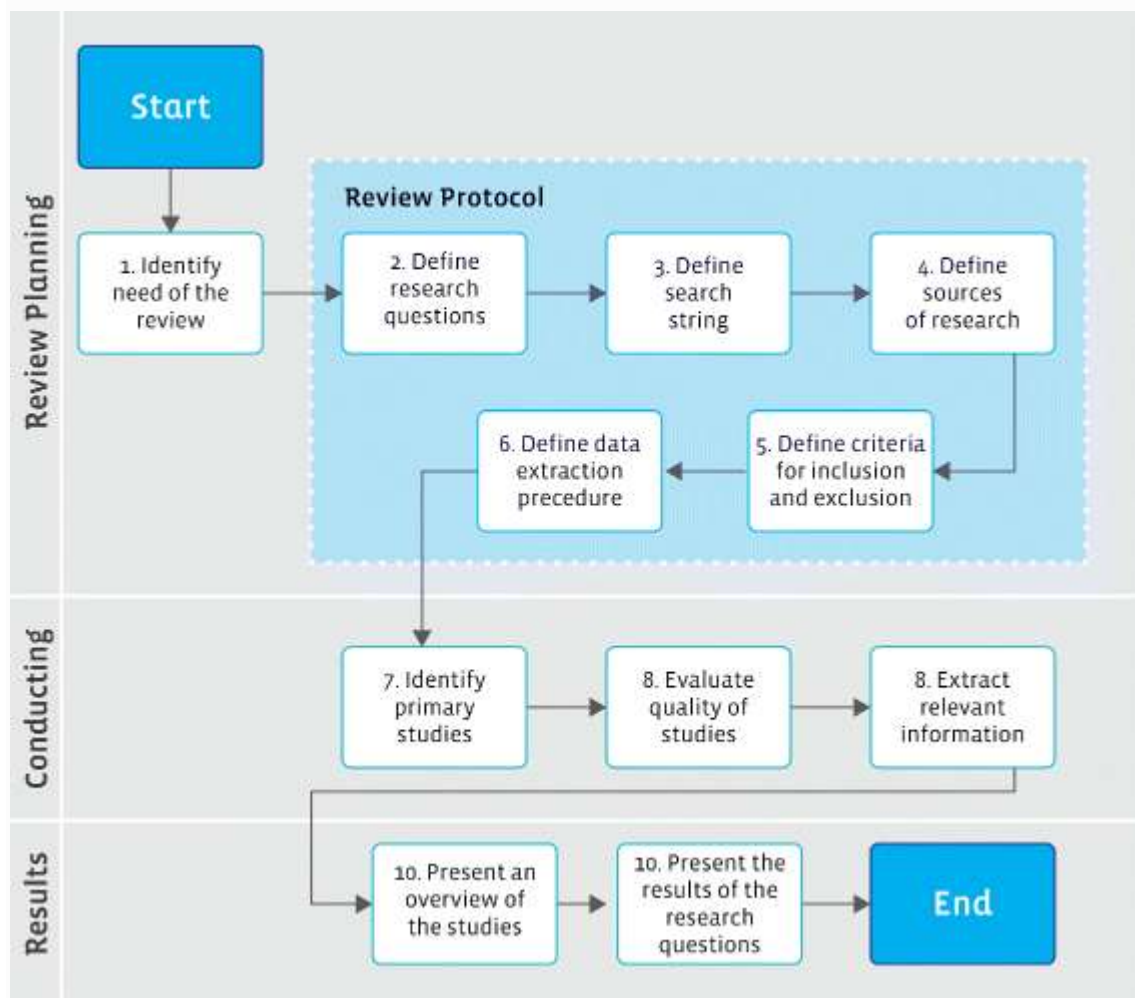 Review Planning
Start
1. Identify
need of the
review
Review Protocol
2. Define
research
questions
3. Define
search
string
4. Define
sources
of research
5. Define criteria
for inclusion
and exclusion
6. Define data
extraction
precedure
Conducting
7. Identify
primary
studies
8. Evaluate
quality of
studies
8. Extract
relevant
information
Results
10. Present an
overview of
the studies
10. Present the
results of the
research
questions
End